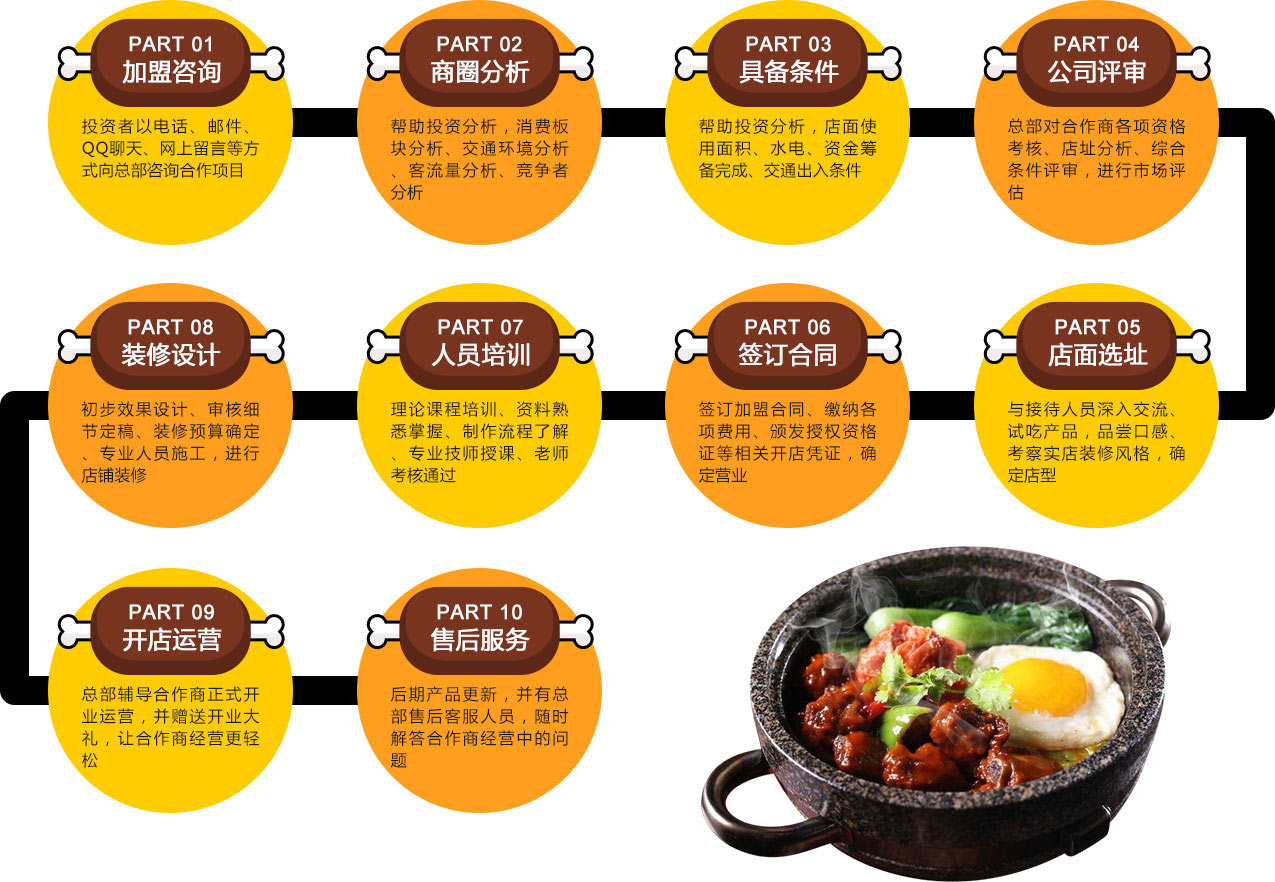 PART 01
加盟咨询
投资者以电话、邮件、
QQ聊天、网上留言等方
式向总部咨询合作项目
PART 02
商圈分析
帮助投资分析，消费板
块分析、交通环境分析
、客流量分析、竞争者
分析
PART 03
具备条件
帮助投资分析，店面使
用面积、水电、资金筹
备完成、交通出入条件
PART 04
公司评审
总部对合作商各项资格
考核、店址分析、综合
条件评审，进行市场评
估
PART 05
店面选址
与接待人员深入交流、
试吃产品，品尝口感、
考察实店装修风格，确
定店型
PART 06
签订合同
签订加盟合同、缴纳各
项费用、颁发授权资格
证等相关开店凭证，确
定营业
PART 07
人员培训
理论课程培训、资料熟
悉掌握、制作流程了解
、专业技师授课、老师
考核通过
PART 08
装修设计
初步效果设计、审核细
节定稿、装修预算确定
、专业人员施工，进行
店铺装修
PART 09
开店运营
总部辅导合作商正式开
业运营，并赠送开业大
礼，让合作商经营更轻
松
PART 10
售后服务
后期产品更新，并有总
部售后客服人员，随时
解答合作商经营中的问
题